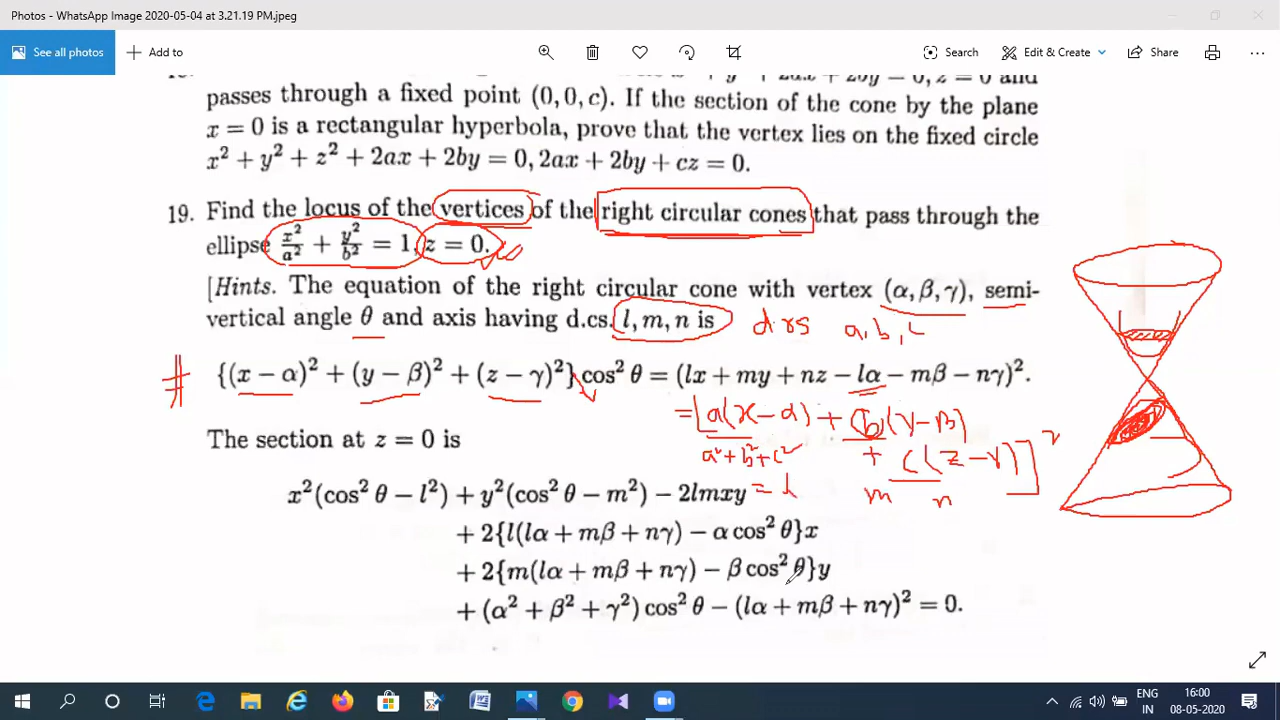 Photos - WhatsApp Image 2020-05-04 at 3.21.19 PM.jpeg
See all photos
Add to
Search
Edit & Create
Share
passes through a fixed point (0, 0, c). If the section of the cone by the plane
x = 0 is a rectangular hyperbola, prove that the vertex lies on the fixed circle
x² + y² + z² + 2ax + 2by = 0, 2ax + 2by + cz = 0.
19. Find the locus of the vertices of the right circular cones that pass through the
ellipse x²/a² + y²/b² = 1, z = 0.
[Hints. The equation of the right circular cone with vertex (α, β, γ), semi-
vertical angle θ and axis having d.cs. l, m, n is
d.rs a, b, c
{(x − α)² + (y − β)² + (z − γ)²} cos² θ = (lx + my + nz − lα − mβ − nγ)².
= [a(x − α) + b(y − β)
The section at z = 0 is
a² + b² + c²
+ c(z − γ)]²
x²(cos² θ − l²) + y²(cos² θ − m²) − 2lmxy
= l m n
+ 2{l(lα + mβ + nγ) − α cos² θ}x
+ 2{m(lα + mβ + nγ) − β cos² θ}y
+ (α² + β² + γ²) cos² θ − (lα + mβ + nγ)² = 0.
ENG
IN
16:00
08-05-2020